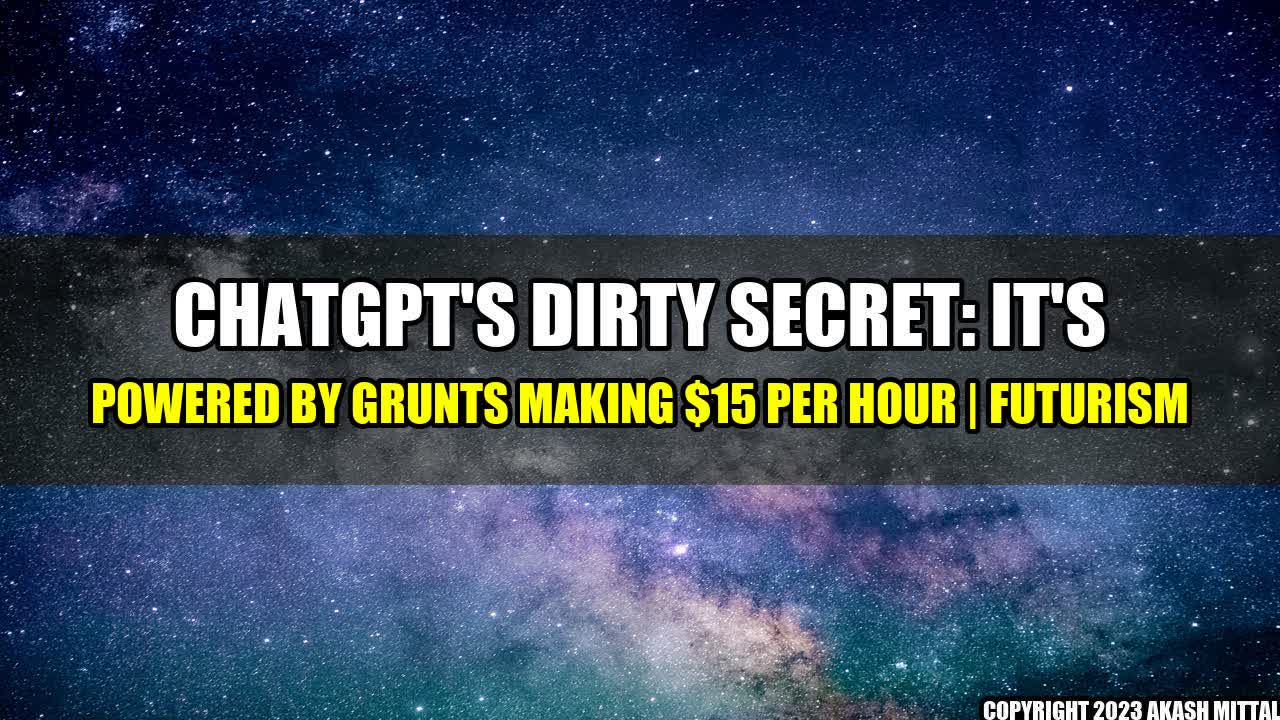 CHATGPT'S DIRTY SECRET: IT'S
POWERED BY GRUNTS MAKING $15 PER HOUR | FUTURISM
COPYRIGHT 2023 AKASH MITTAL